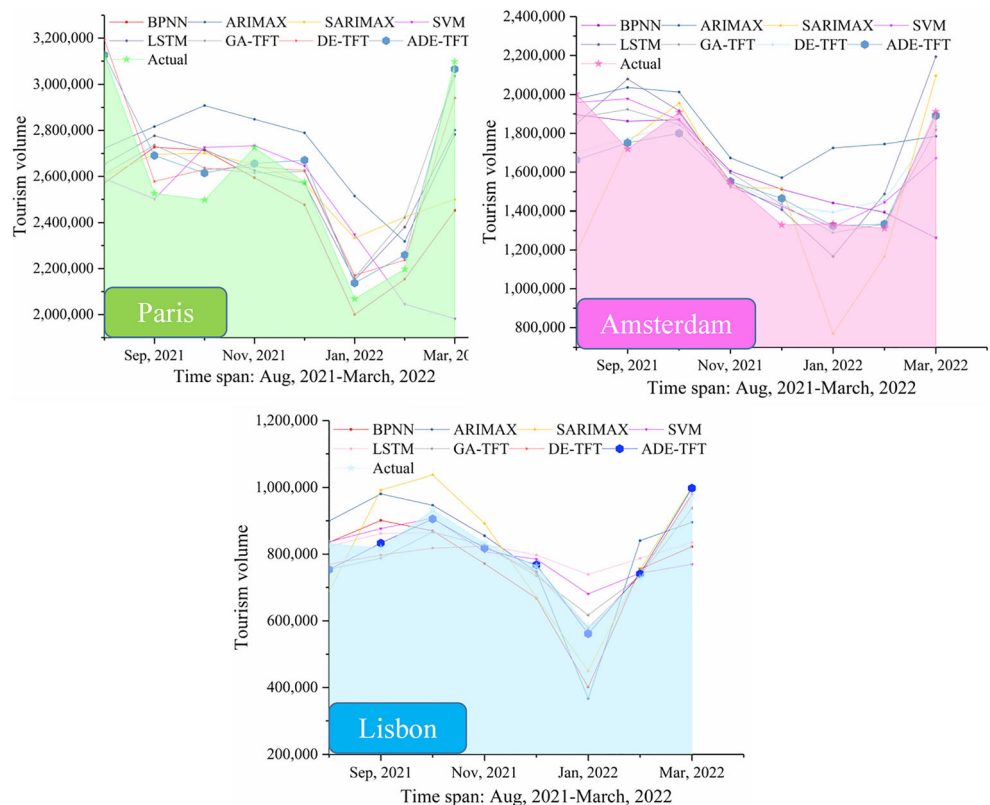 BPNN ARIMAX SARIMAX SVM
LSTM GA-TFT DE-TFT ADE-TFT
Actual
Tourism volume
3,200,000
3,000,000
2,800,000
2,600,000
2,400,000
2,200,000
2,000,000
Paris
Sep, 2021 Nov, 2021 Jan, 2022 Mar, 20
Time span: Aug, 2021-March, 2022
BPNN ARIMAX SARIMAX SVM
LSTM GA-TFT DE-TFT ADE-TFT
Actual
Tourism volume
2,400,000
2,200,000
2,000,000
1,800,000
1,600,000
1,400,000
1,200,000
1,000,000
800,000
Amsterdam
Sep, 2021 Nov, 2021 Jan, 2022 Mar, 2022
Time span: Aug, 2021-March, 2022
BPNN ARIMAX SARIMAX SVM
LSTM GA-TFT DE-TFT ADE-TFT
Actual
Tourism volume
1,200,000
1,000,000
800,000
600,000
400,000
200,000
Lisbon
Sep, 2021 Nov, 2021 Jan, 2022 Mar, 2022
Time span: Aug, 2021-March, 2022